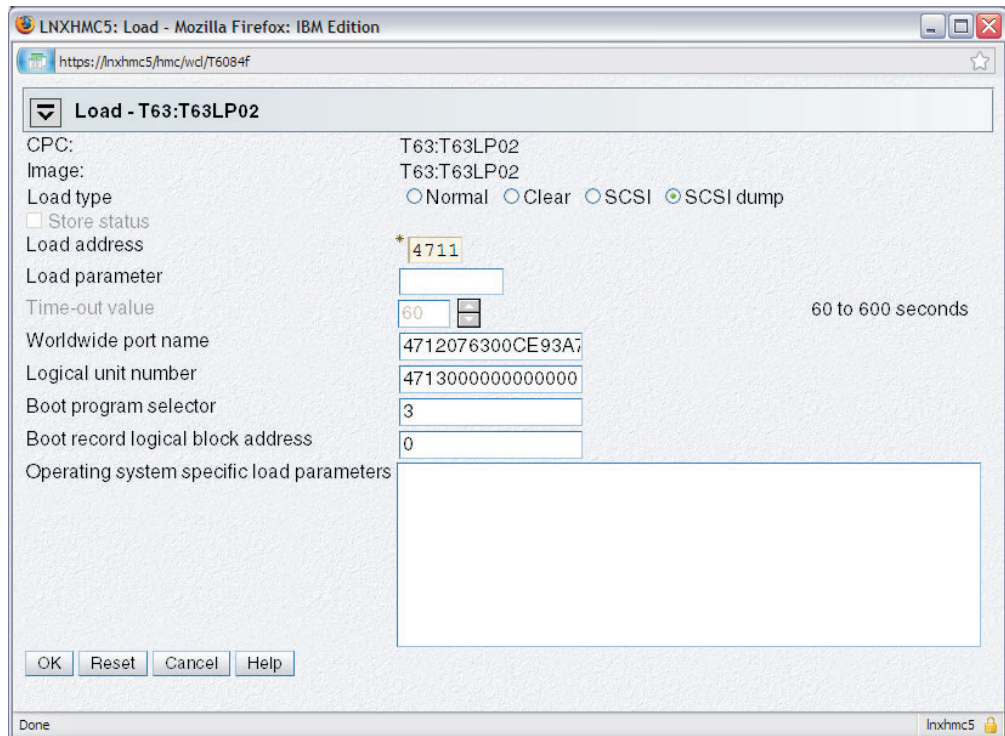 LNXHMC5: Load - Mozilla Firefox: IBM Edition
https://lnxhmc5/hmc/wcl/T6084f
Load - T63:T63LP02
CPC: T63:T63LP02
Image: T63:T63LP02
Load type Normal Clear SCSI SCSI dump
Store status
Load address * 4711
Load parameter
Time-out value 60 60 to 600 seconds
Worldwide port name 4712076300CE93A7
Logical unit number 4713000000000000
Boot program selector 3
Boot record logical block address 0
Operating system specific load parameters
OK Reset Cancel Help
Done lnxhmc5